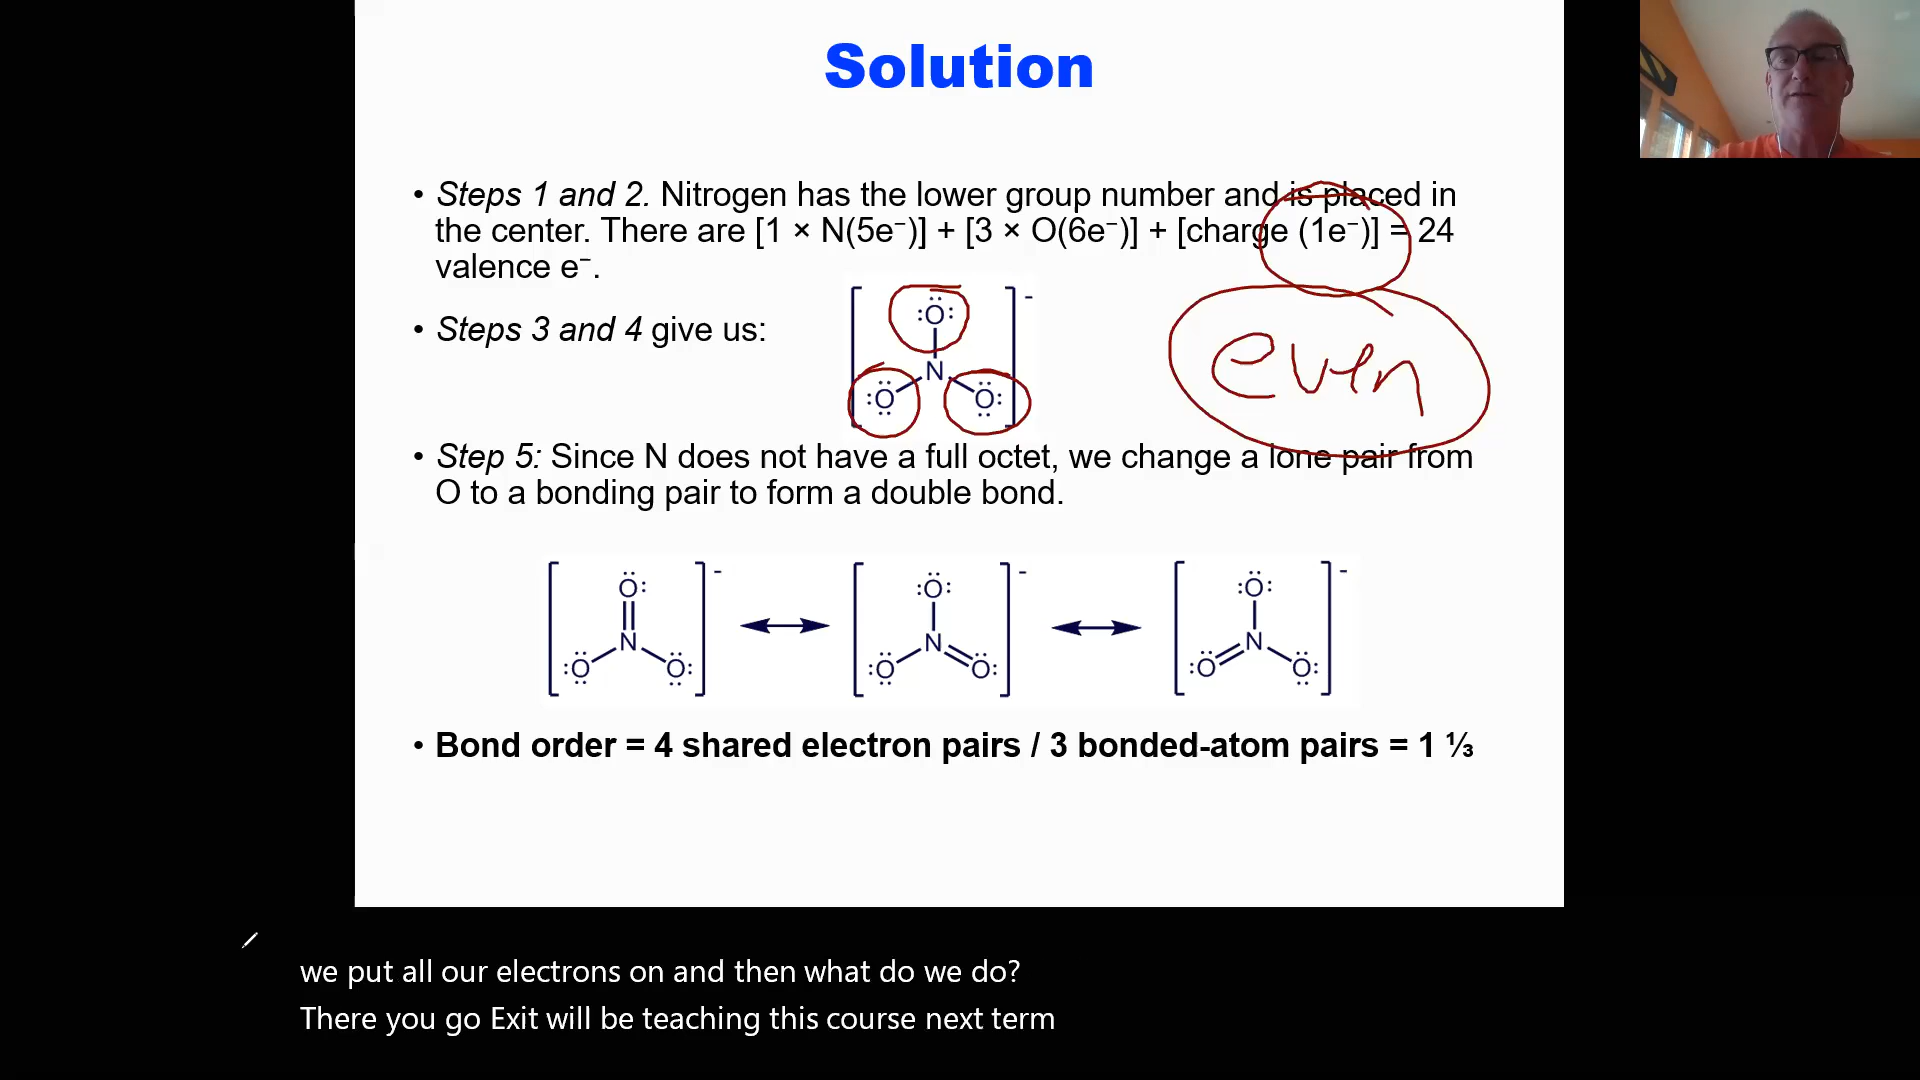 Solution
• Steps 1 and 2. Nitrogen has the lower group number and is placed in
the center. There are [1 × N(5e⁻)] + [3 × O(6e⁻)] + [charge (1e⁻)] = 24
valence e⁻.
• Steps 3 and 4 give us:
O
N
O O
-
even
• Step 5: Since N does not have a full octet, we change a lone pair from
O to a bonding pair to form a double bond.
O - O - O -
N N N
O O O O O O
• Bond order = 4 shared electron pairs / 3 bonded-atom pairs = 1 ⅓
we put all our electrons on and then what do we do?
There you go Exit will be teaching this course next term